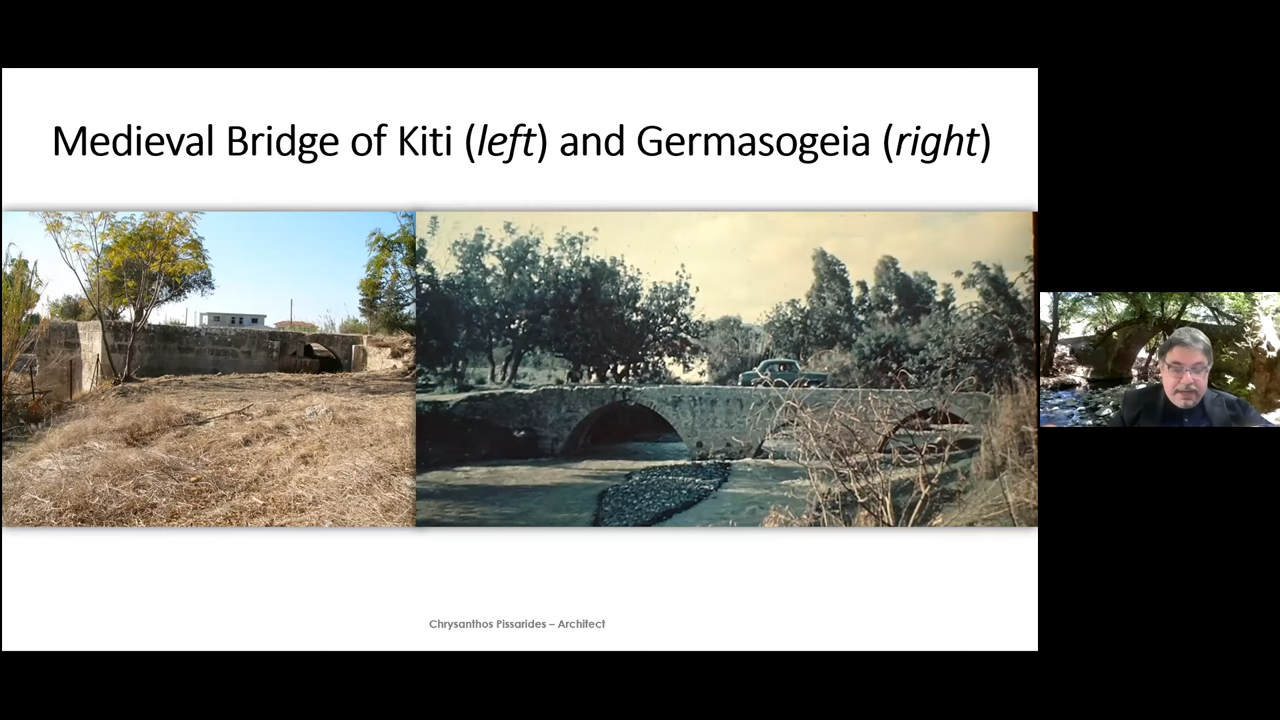 Medieval Bridge of Kiti (left) and Germasogeia (right)
Chrysanthos Pissarides – Architect